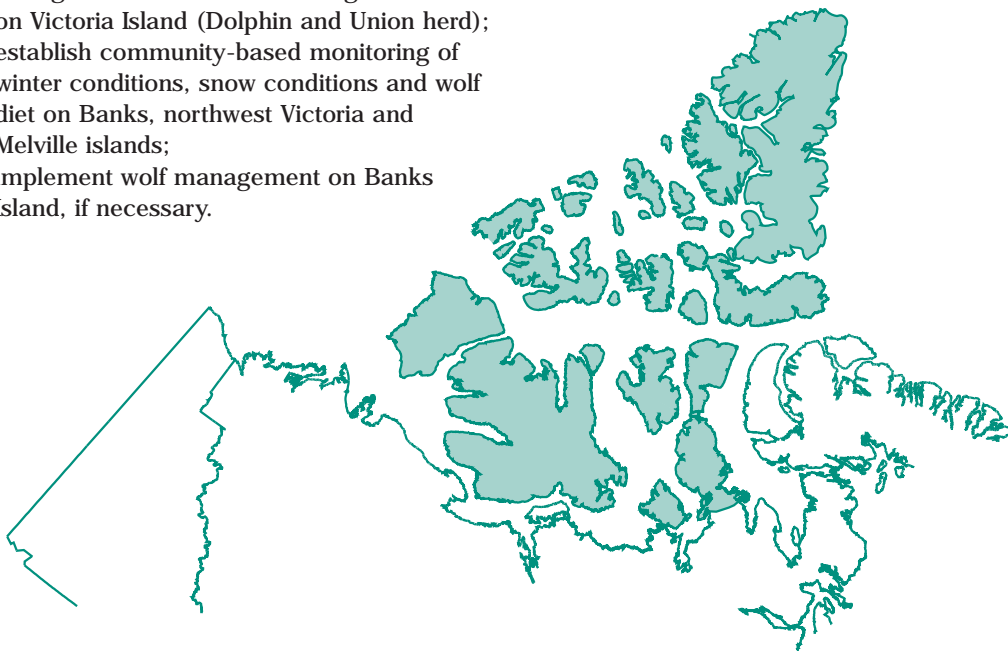 on Victoria Island (Dolphin and Union herd);
establish community-based monitoring of
winter conditions, snow conditions and wolf
diet on Banks, northwest Victoria and
Melville islands;
implement wolf management on Banks
Island, if necessary.